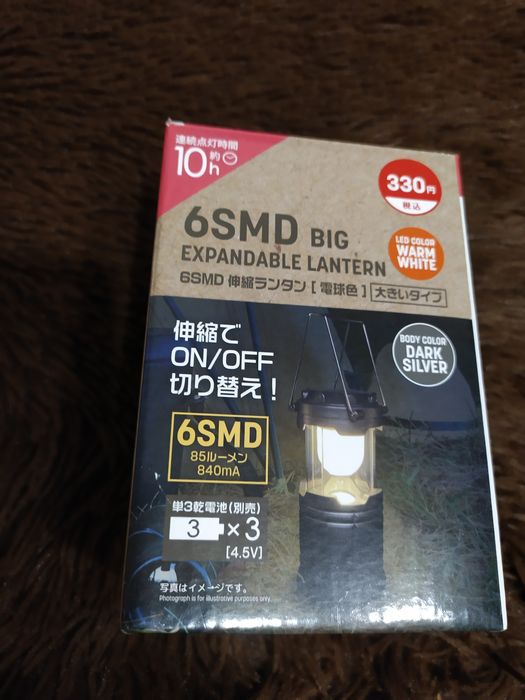 連続点灯時間
10約h
330円
税込
6SMD BIG
EXPANDABLE LANTERN
6SMD 伸縮ランタン [ 電球色 ] 大きいタイプ
LED COLOR
WARM
WHITE
伸縮で
ON/OFF
切り替え！
BODY COLOR
DARK
SILVER
6SMD
85ルーメン
840mA
単3乾電池(別売)
3 ×3
[4.5V]
写真はイメージです。
Photograph is for illustrative purposes only.